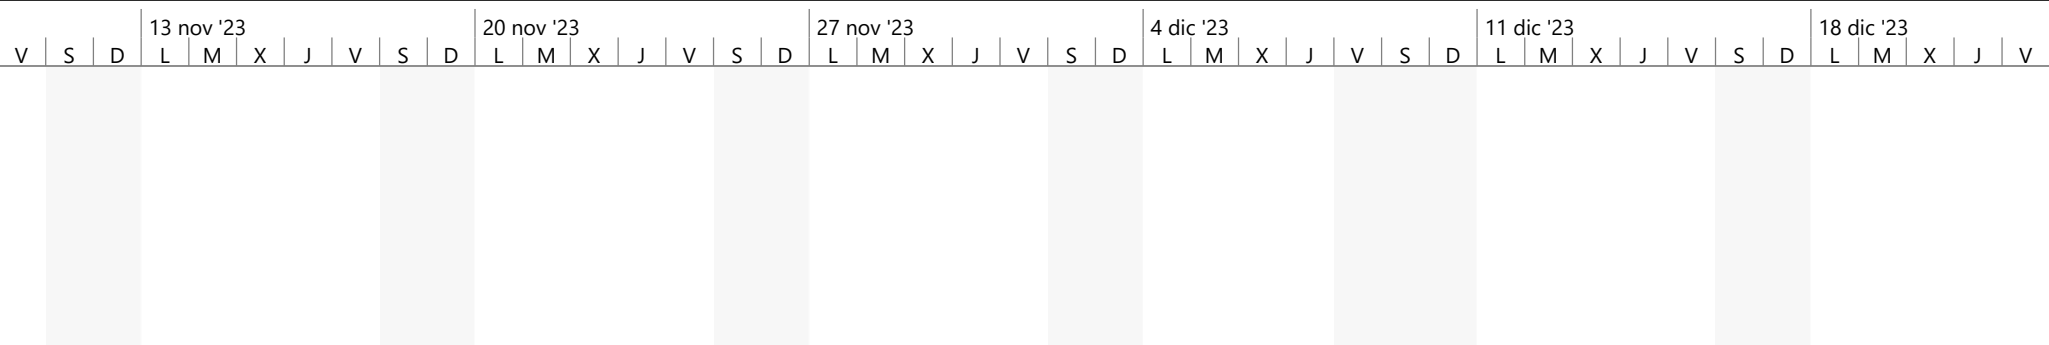 13 nov '23 20 nov '23 27 nov '23 4 dic '23 11 dic '23 18 dic '23
V S D L M X J V S D L M X J V S D L M X J V S D L M X J V S D L M X J V S D L M X J V